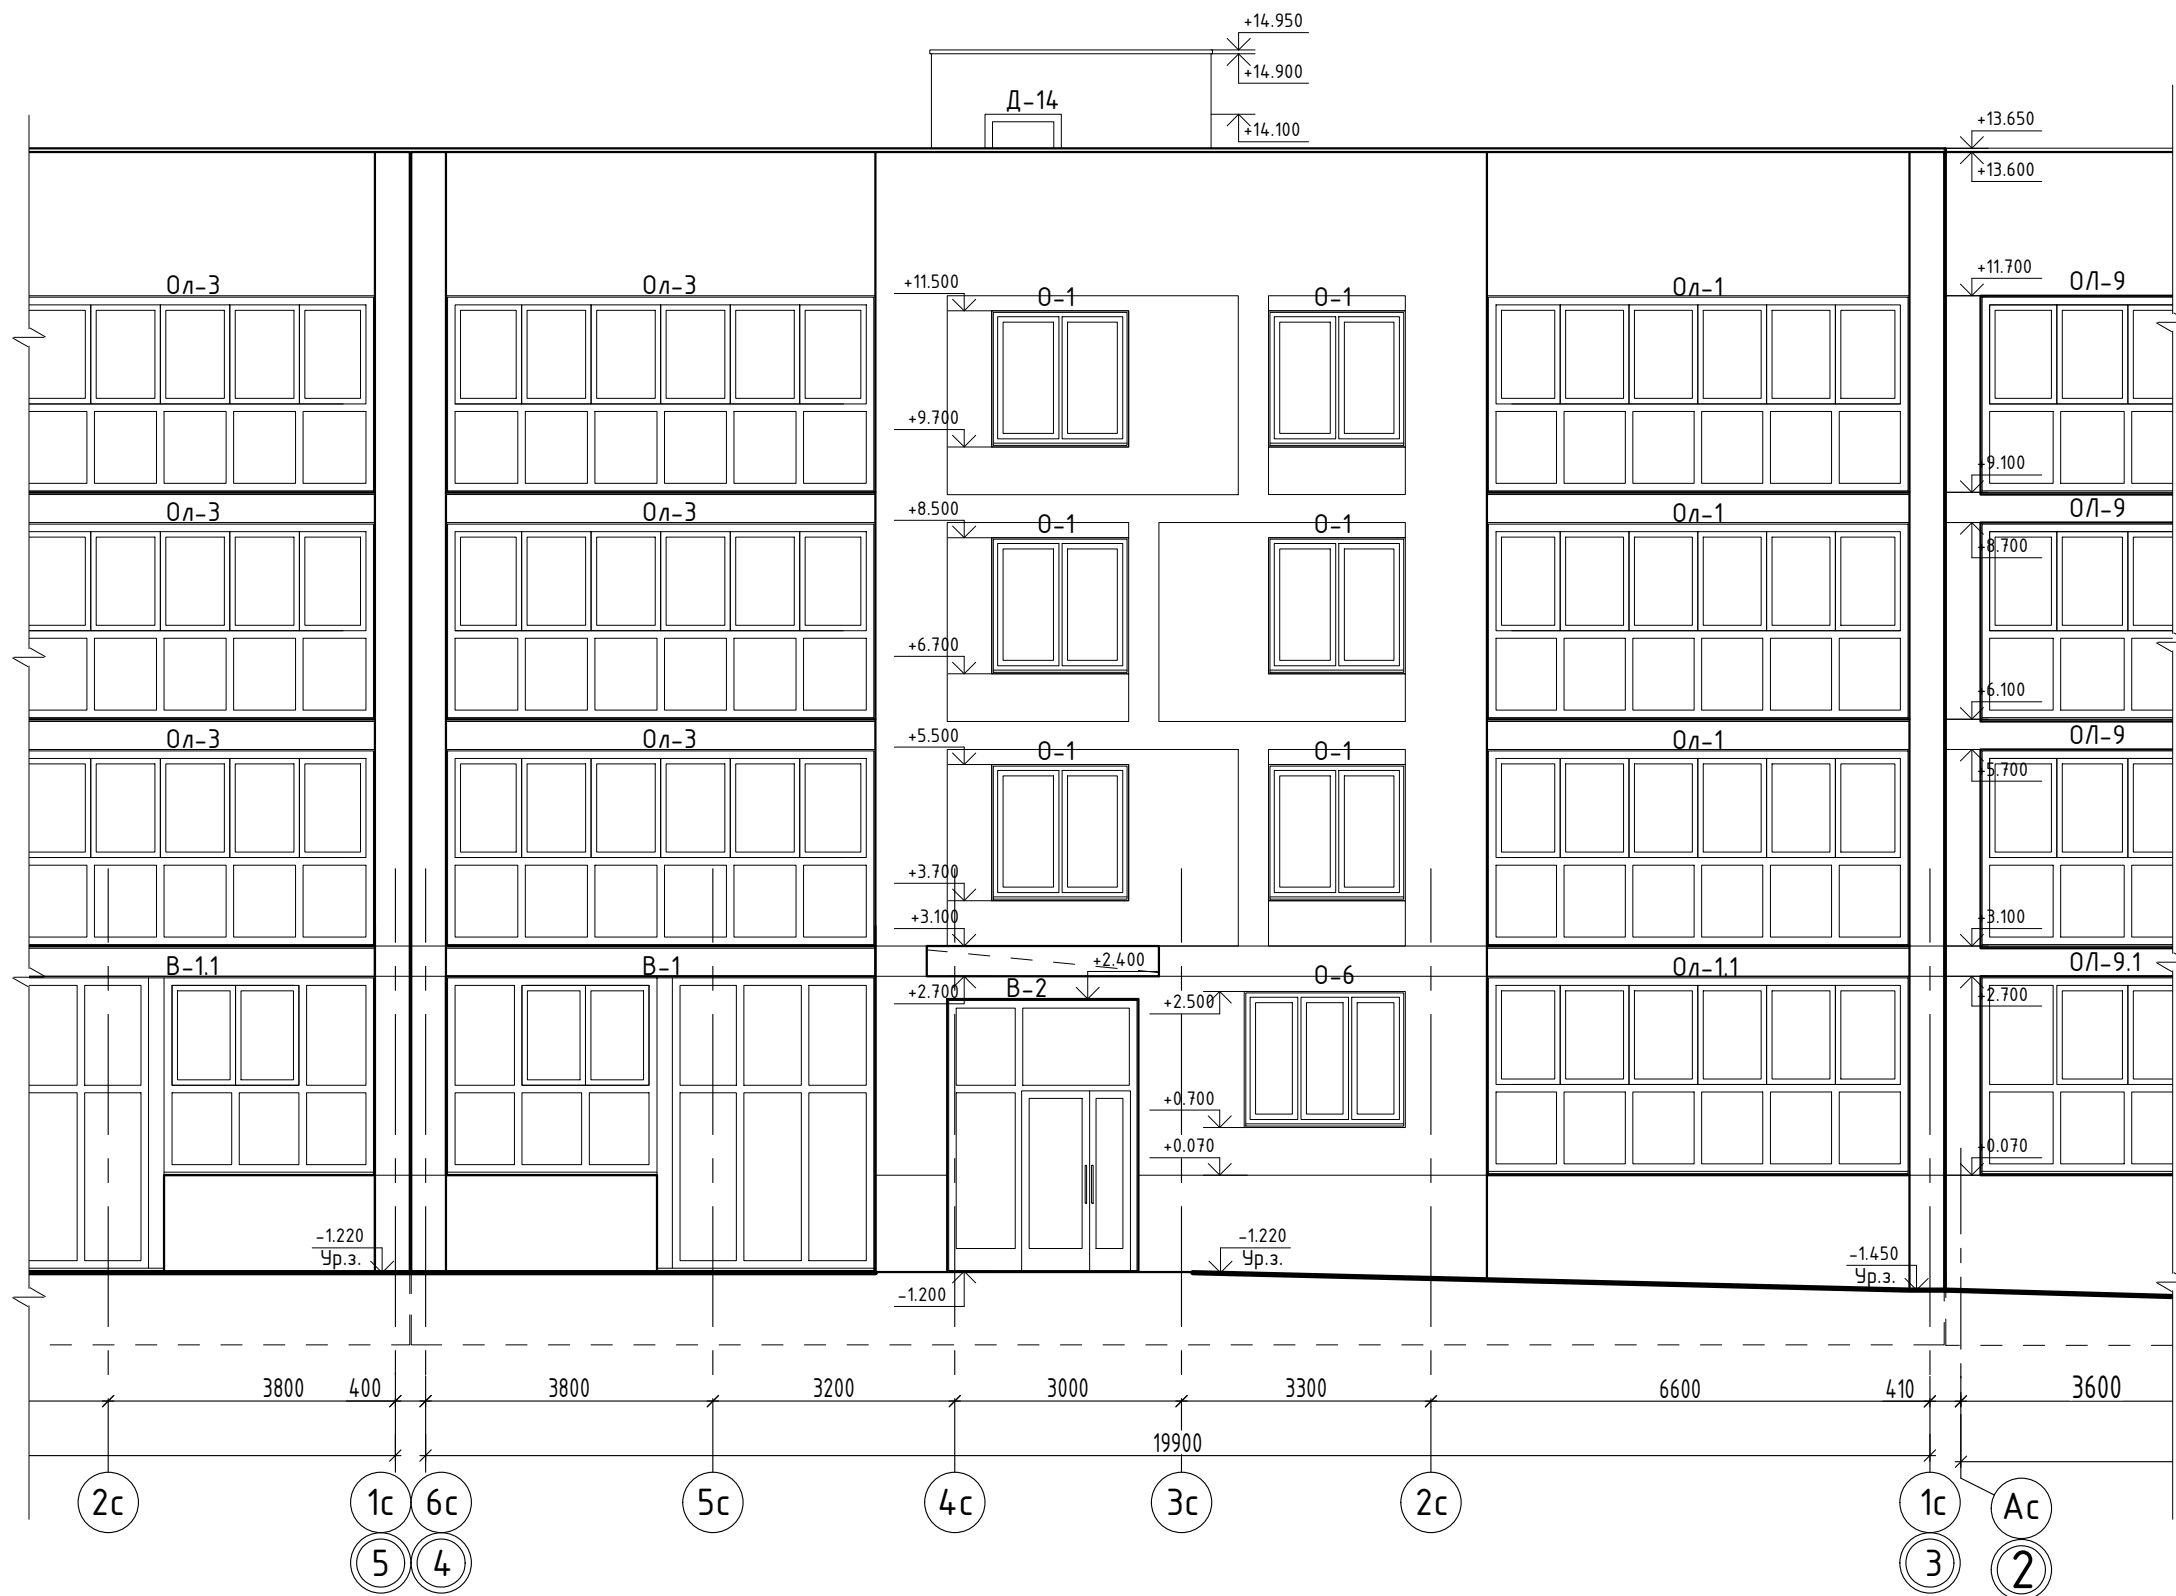 +14.950
+14.900
Д-14
+14.100
+13.650
+13.600
Ол-3
Ол-3
+11.500
О-1
О-1
Ол-1
+11.700
ОЛ-9
+9.700
+9.100
Ол-3
Ол-3
+8.500
О-1
О-1
Ол-1
ОЛ-9
+8.700
+6.700
+6.100
Ол-3
Ол-3
+5.500
О-1
О-1
Ол-1
ОЛ-9
+5.700
+3.700
+3.100
+3.100
В-1.1
В-1
+2.400
О-6
Ол-1.1
ОЛ-9.1
+2.700
В-2
+2.500
+2.700
+0.700
+0.070
+0.070
-1.220
Ур.з.
-1.220
Ур.з.
-1.450
Ур.з.
-1.200
3800 400 3800 3200 3000 3300 6600 410 3600
19900
2с 1с 6с 5с 4с 3с 2с 1с Ас
5 4 3 2